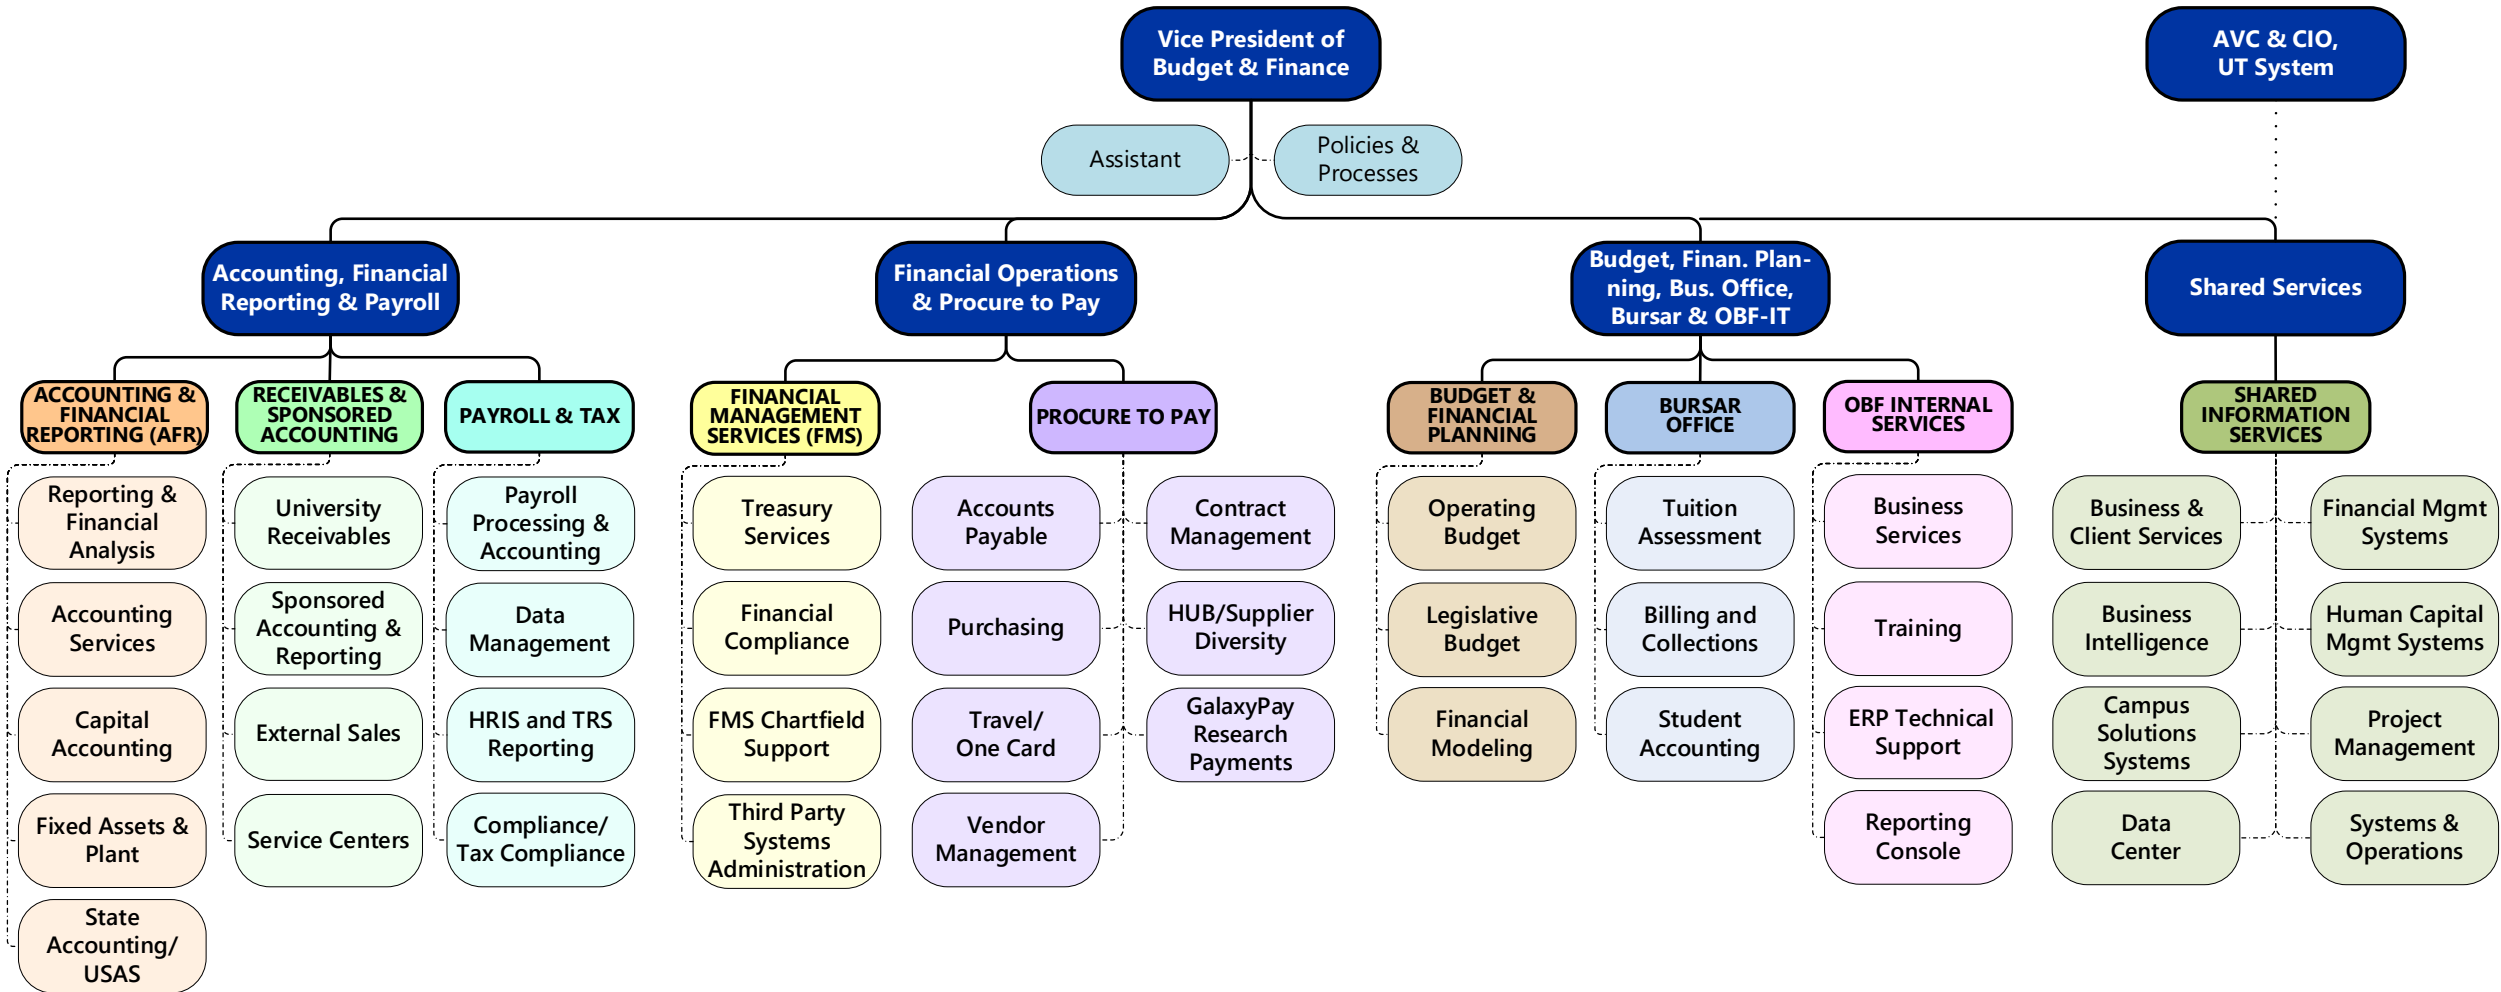 Vice President of
Budget & Finance
AVC & CIO,
UT System
Assistant
Policies &
Processes
Accounting, Financial
Reporting & Payroll
Financial Operations
& Procure to Pay
Budget, Finan. Plan-
ning, Bus. Office,
Bursar & OBF-IT
Shared Services
ACCOUNTING &
FINANCIAL
REPORTING (AFR)
RECEIVABLES &
SPONSORED
ACCOUNTING
PAYROLL & TAX
FINANCIAL
MANAGEMENT
SERVICES (FMS)
PROCURE TO PAY
BUDGET &
FINANCIAL
PLANNING
BURSAR
OFFICE
OBF INTERNAL
SERVICES
SHARED
INFORMATION
SERVICES
Reporting &
Financial
Analysis
Accounting
Services
Capital
Accounting
Fixed Assets &
Plant
State
Accounting/
USAS
University
Receivables
Sponsored
Accounting &
Reporting
External Sales
Service Centers
Payroll
Processing &
Accounting
Data
Management
HRIS and TRS
Reporting
Compliance/
Tax Compliance
Treasury
Services
Financial
Compliance
FMS Chartfield
Support
Third Party
Systems
Administration
Accounts
Payable
Purchasing
Travel/
One Card
Vendor
Management
Contract
Management
HUB/Supplier
Diversity
GalaxyPay
Research
Payments
Operating
Budget
Legislative
Budget
Financial
Modeling
Tuition
Assessment
Billing and
Collections
Student
Accounting
Business
Services
Training
ERP Technical
Support
Reporting
Console
Business &
Client Services
Business
Intelligence
Campus
Solutions
Systems
Data
Center
Financial Mgmt
Systems
Human Capital
Mgmt Systems
Project
Management
Systems &
Operations